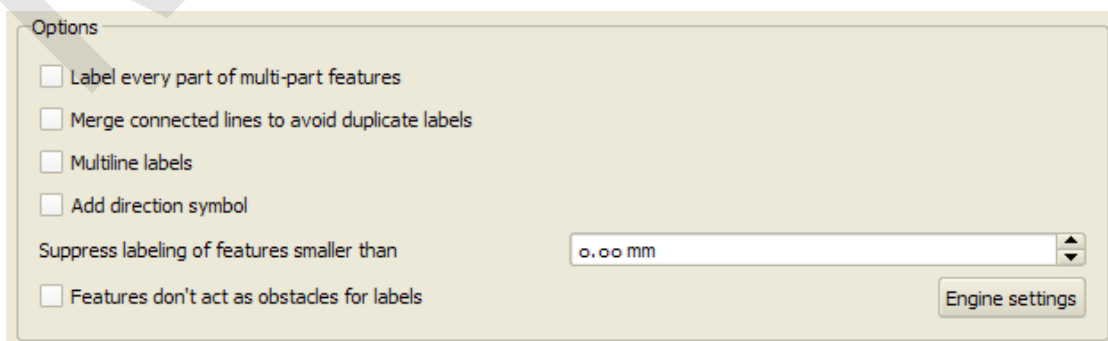 Options
Label every part of multi-part features
Merge connected lines to avoid duplicate labels
Multiline labels
Add direction symbol
Suppress labeling of features smaller than 0.00 mm
Features don't act as obstacles for labels Engine settings